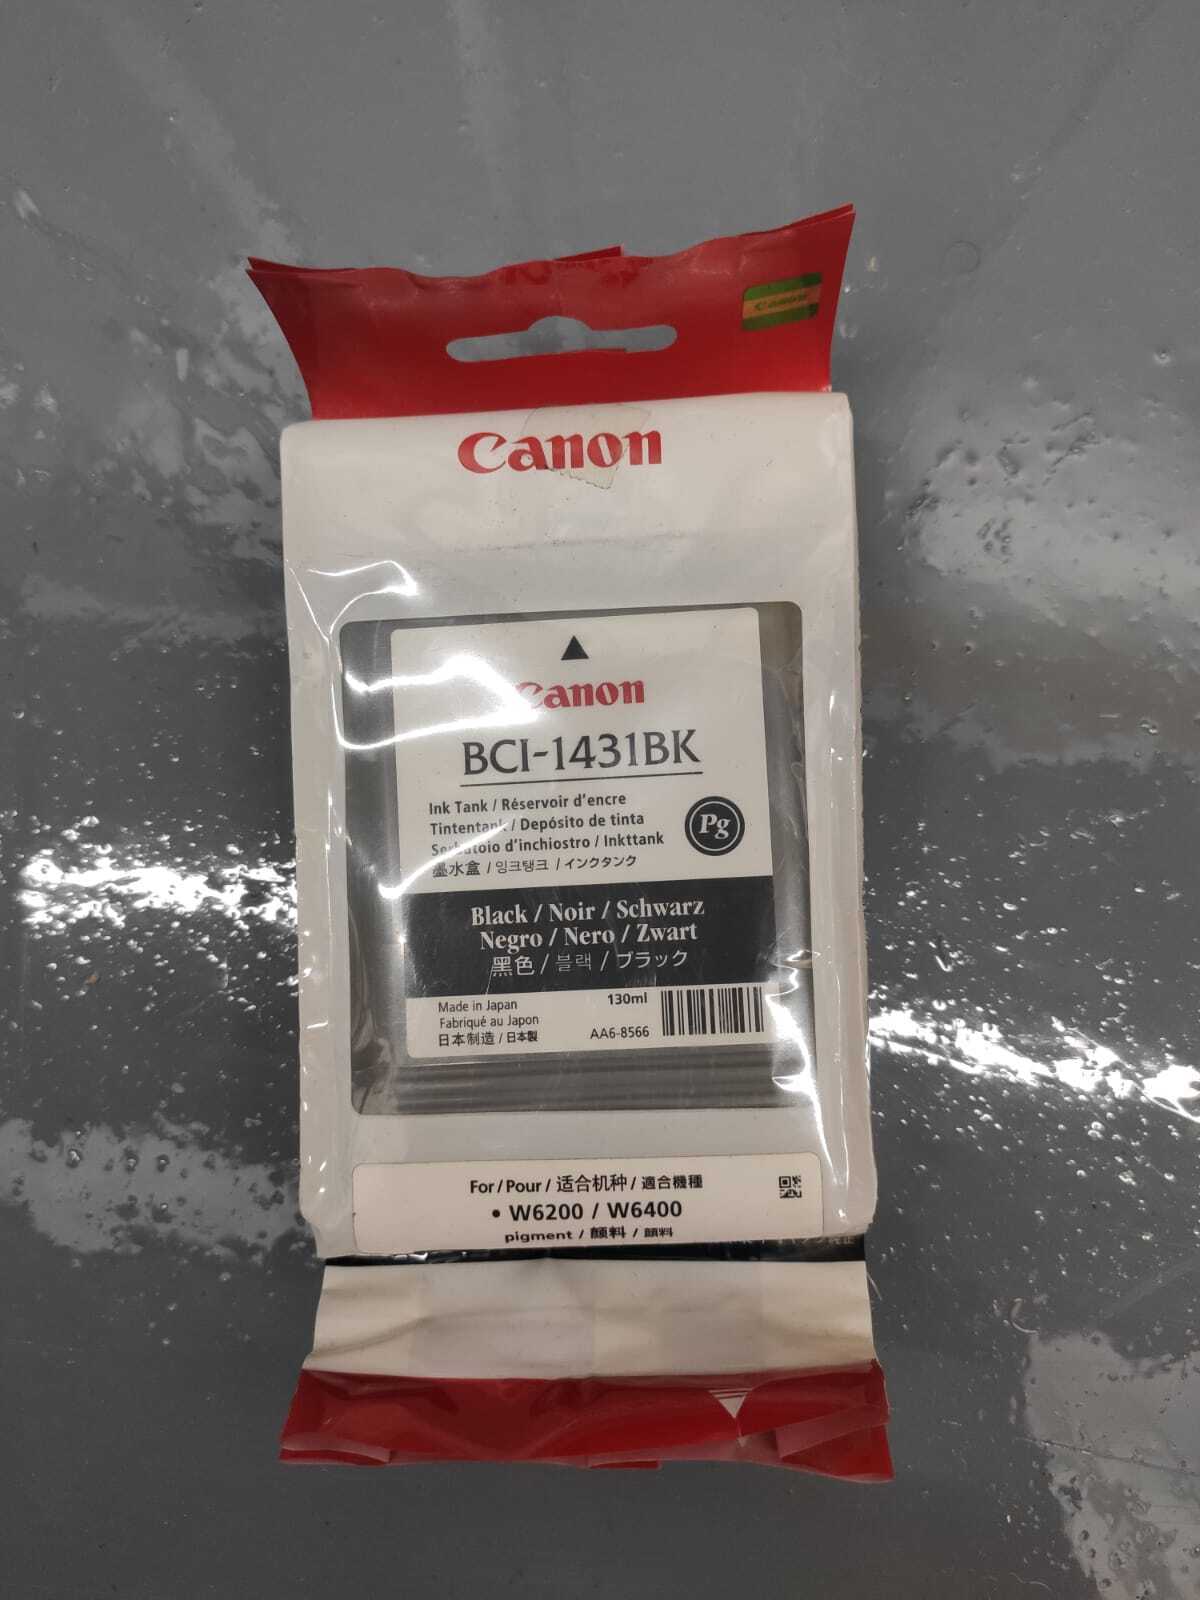 Canon
Canon
Canon
BCI-1431BK
Ink Tank / Réservoir d'encre
Tintentank / Depósito de tinta
Serbatoio d'inchiostro / Inkttank
墨水盒 / 잉크탱크 / インクタンク
Pg
Black / Noir / Schwarz
Negro / Nero / Zwart
黑色 / 블랙 / ブラック
Made in Japan
Fabriqué au Japon
日本制造 / 日本製
130ml
AA6-8566
For / Pour / 适合机种 / 適合機種
• W6200 / W6400
pigment / 颜料 / 顔料